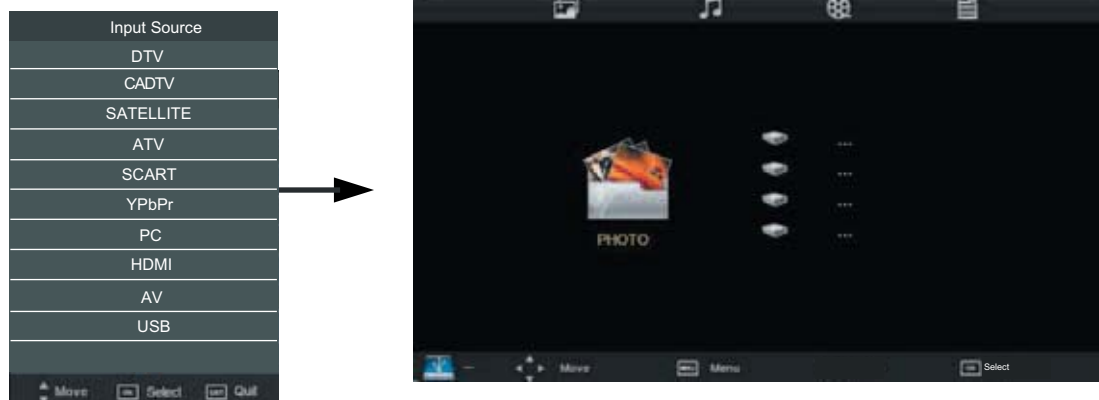 Input Source
DTV
CADTV
SATELLITE
ATV
SCART
YPbPr
PC
HDMI
AV
USB
Move Select Quit
PHOTO
...
...
...
...
Move Menu Select